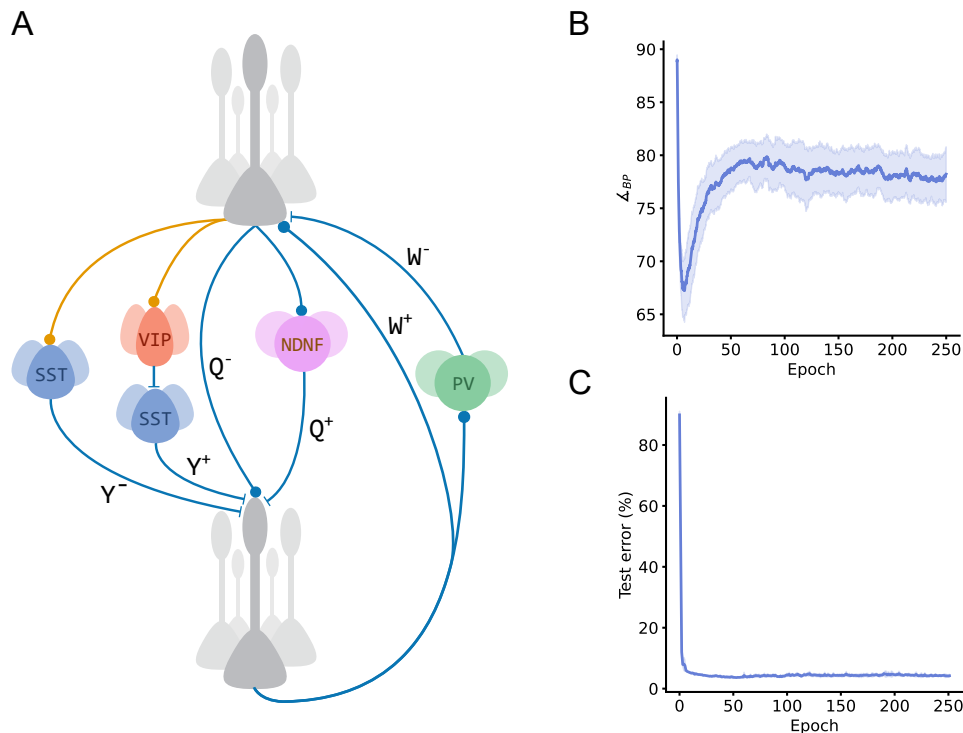 A
W⁻
W⁺
VIP
NDNF
Q⁻
SST
PV
SST
Q⁺
Y⁺
Y⁻
B
90
85
80
75
70
65
∡BP
0
50
100
150
200
250
Epoch
C
80
60
40
20
0
Test error (%)
0
50
100
150
200
250
Epoch